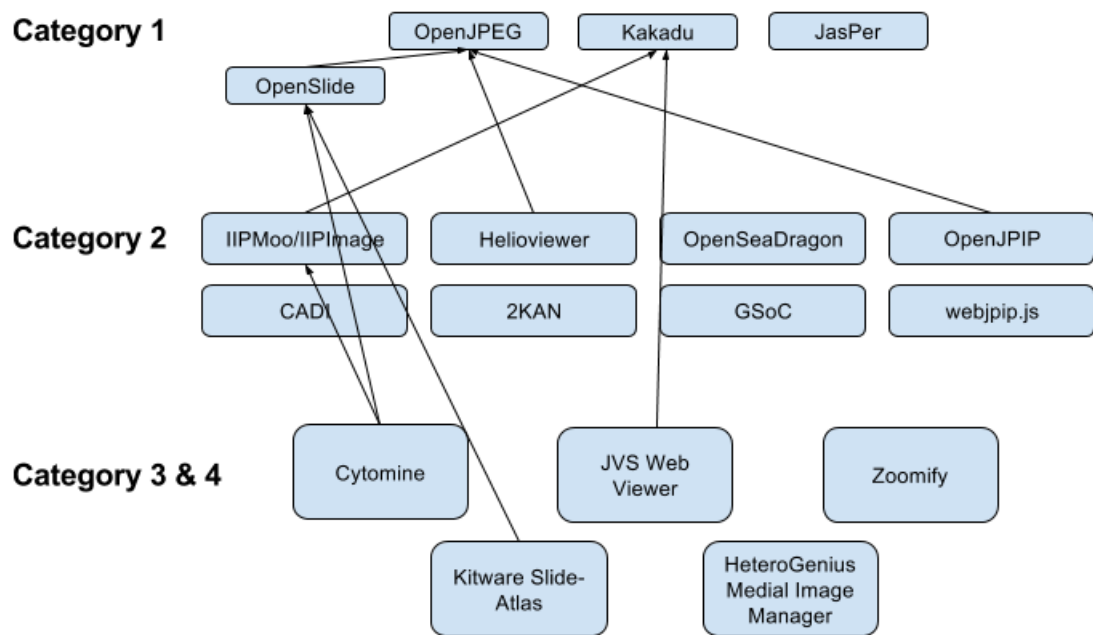 Category 1
OpenJPEG
Kakadu
JasPer
OpenSlide
Category 2
IIPMoo/IIPImage
Helioviewer
OpenSeaDragon
OpenJPIP
CADI
2KAN
GSoC
webjpip.js
Category 3 & 4
Cytomine
JVS Web
Viewer
Zoomify
Kitware Slide-
Atlas
HeteroGenius
Medial Image
Manager